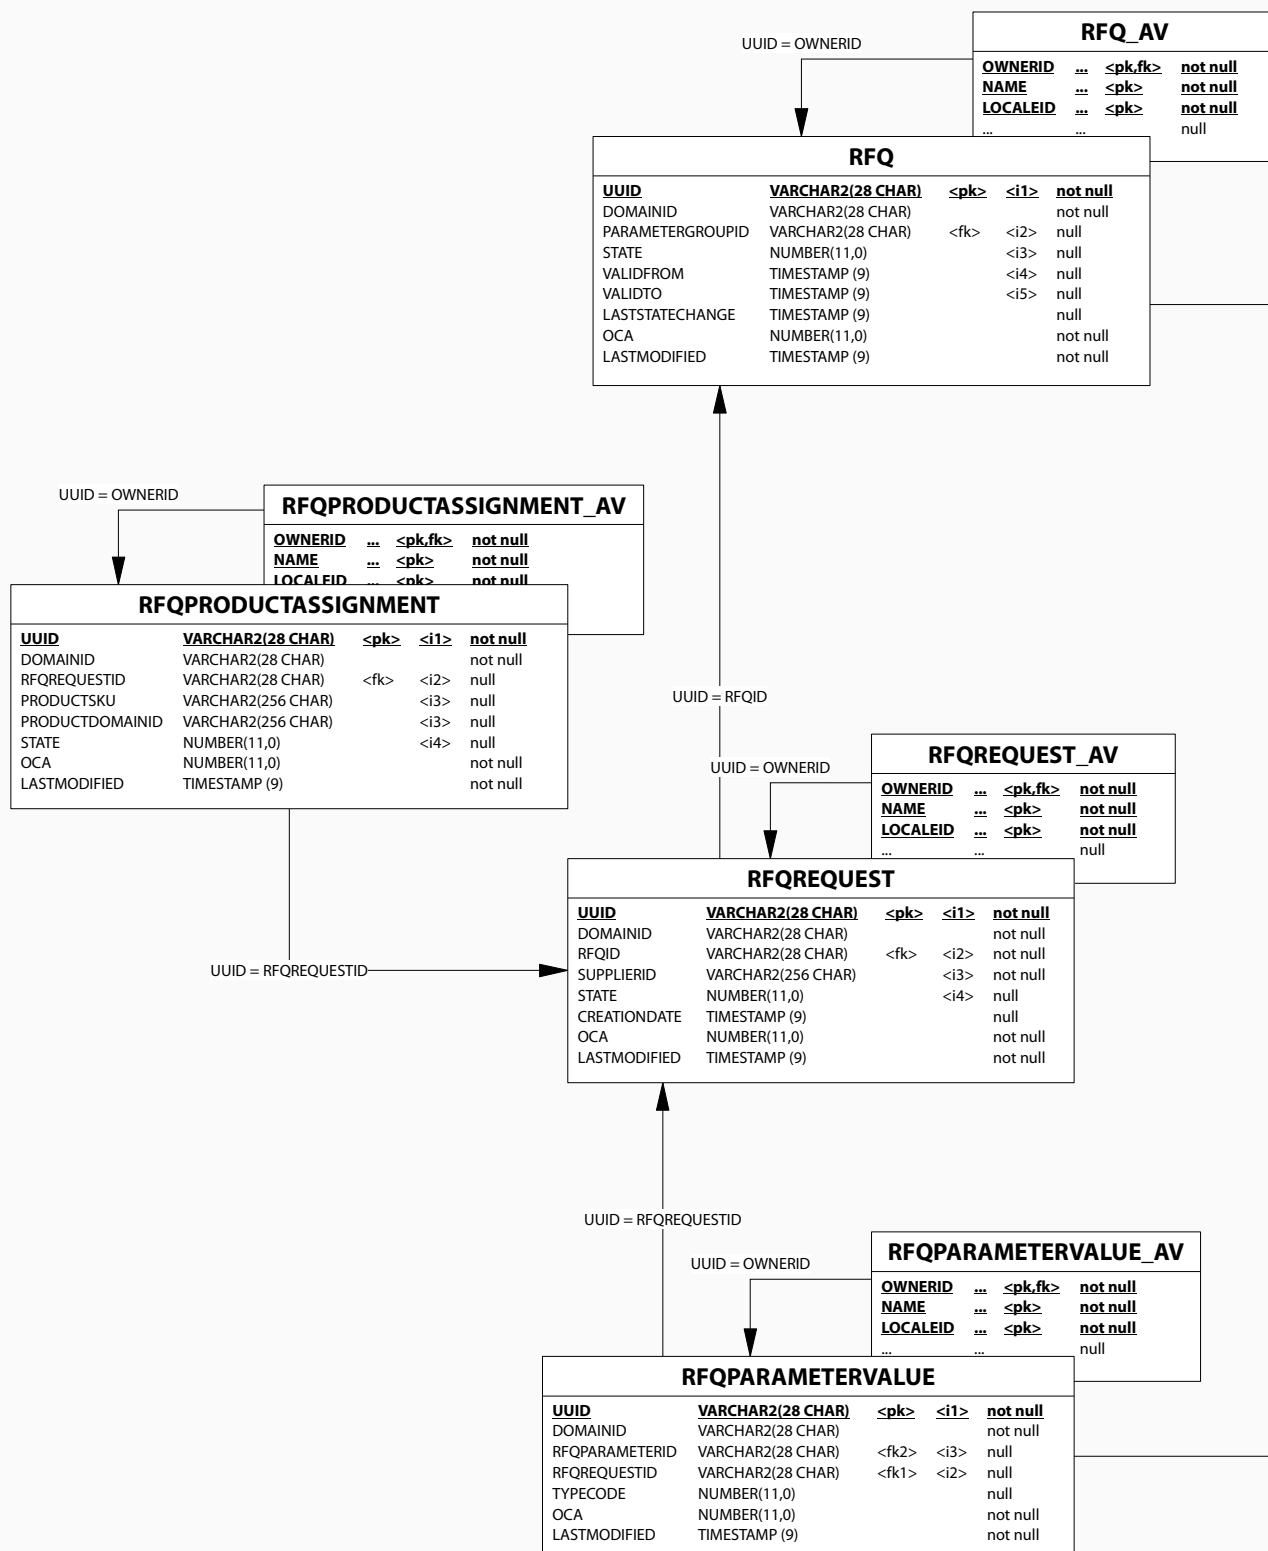 RFQ_AV
UUID = OWNERID
OWNERID ... <pk,fk> not null
NAME ... <pk> not null
LOCALEID ... <pk> not null
... ... null
RFQ
UUID VARCHAR2(28 CHAR) <pk> <i1> not null
DOMAINID VARCHAR2(28 CHAR) not null
PARAMETERGROUPID VARCHAR2(28 CHAR) <fk> <i2> null
STATE NUMBER(11,0) <i3> null
VALIDFROM TIMESTAMP (9) <i4> null
VALIDTO TIMESTAMP (9) <i5> null
LASTSTATECHANGE TIMESTAMP (9) null
OCA NUMBER(11,0) not null
LASTMODIFIED TIMESTAMP (9) not null
UUID = OWNERID
RFQPRODUCTASSIGNMENT_AV
OWNERID ... <pk,fk> not null
NAME ... <pk> not null
LOCALEID ... <pk> not null
RFQPRODUCTASSIGNMENT
UUID VARCHAR2(28 CHAR) <pk> <i1> not null
DOMAINID VARCHAR2(28 CHAR) not null
RFQREQUESTID VARCHAR2(28 CHAR) <fk> <i2> null
PRODUCTSKU VARCHAR2(256 CHAR) <i3> null
PRODUCTDOMAINID VARCHAR2(256 CHAR) <i3> null
STATE NUMBER(11,0) <i4> null
OCA NUMBER(11,0) not null
LASTMODIFIED TIMESTAMP (9) not null
UUID = RFQID
RFQREQUEST_AV
UUID = OWNERID
OWNERID ... <pk,fk> not null
NAME ... <pk> not null
LOCALEID ... <pk> not null
... ... null
RFQREQUEST
UUID VARCHAR2(28 CHAR) <pk> <i1> not null
DOMAINID VARCHAR2(28 CHAR) not null
RFQID VARCHAR2(28 CHAR) <fk> <i2> not null
SUPPLIERID VARCHAR2(256 CHAR) <i3> not null
STATE NUMBER(11,0) <i4> null
CREATIONDATE TIMESTAMP (9) null
OCA NUMBER(11,0) not null
LASTMODIFIED TIMESTAMP (9) not null
UUID = RFQREQUESTID
UUID = RFQREQUESTID
RFQPARAMETERVALUE_AV
UUID = OWNERID
OWNERID ... <pk,fk> not null
NAME ... <pk> not null
LOCALEID ... <pk> not null
... ... null
RFQPARAMETERVALUE
UUID VARCHAR2(28 CHAR) <pk> <i1> not null
DOMAINID VARCHAR2(28 CHAR) not null
RFQPARAMETERID VARCHAR2(28 CHAR) <fk2> <i3> null
RFQREQUESTID VARCHAR2(28 CHAR) <fk1> <i2> null
TYPECODE NUMBER(11,0) null
OCA NUMBER(11,0) not null
LASTMODIFIED TIMESTAMP (9) not null